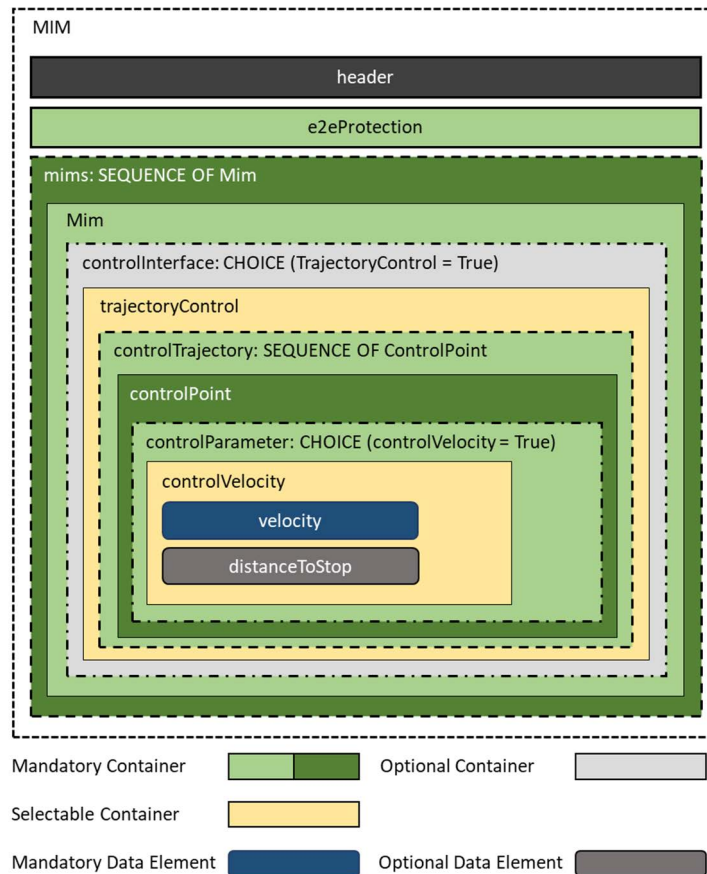 MIM
header
e2eProtection
mims: SEQUENCE OF Mim
Mim
controlInterface: CHOICE (TrajectoryControl = True)
trajectoryControl
controlTrajectory: SEQUENCE OF ControlPoint
controlPoint
controlParameter: CHOICE (controlVelocity = True)
controlVelocity
velocity
distanceToStop
Mandatory Container
Optional Container
Selectable Container
Mandatory Data Element
Optional Data Element